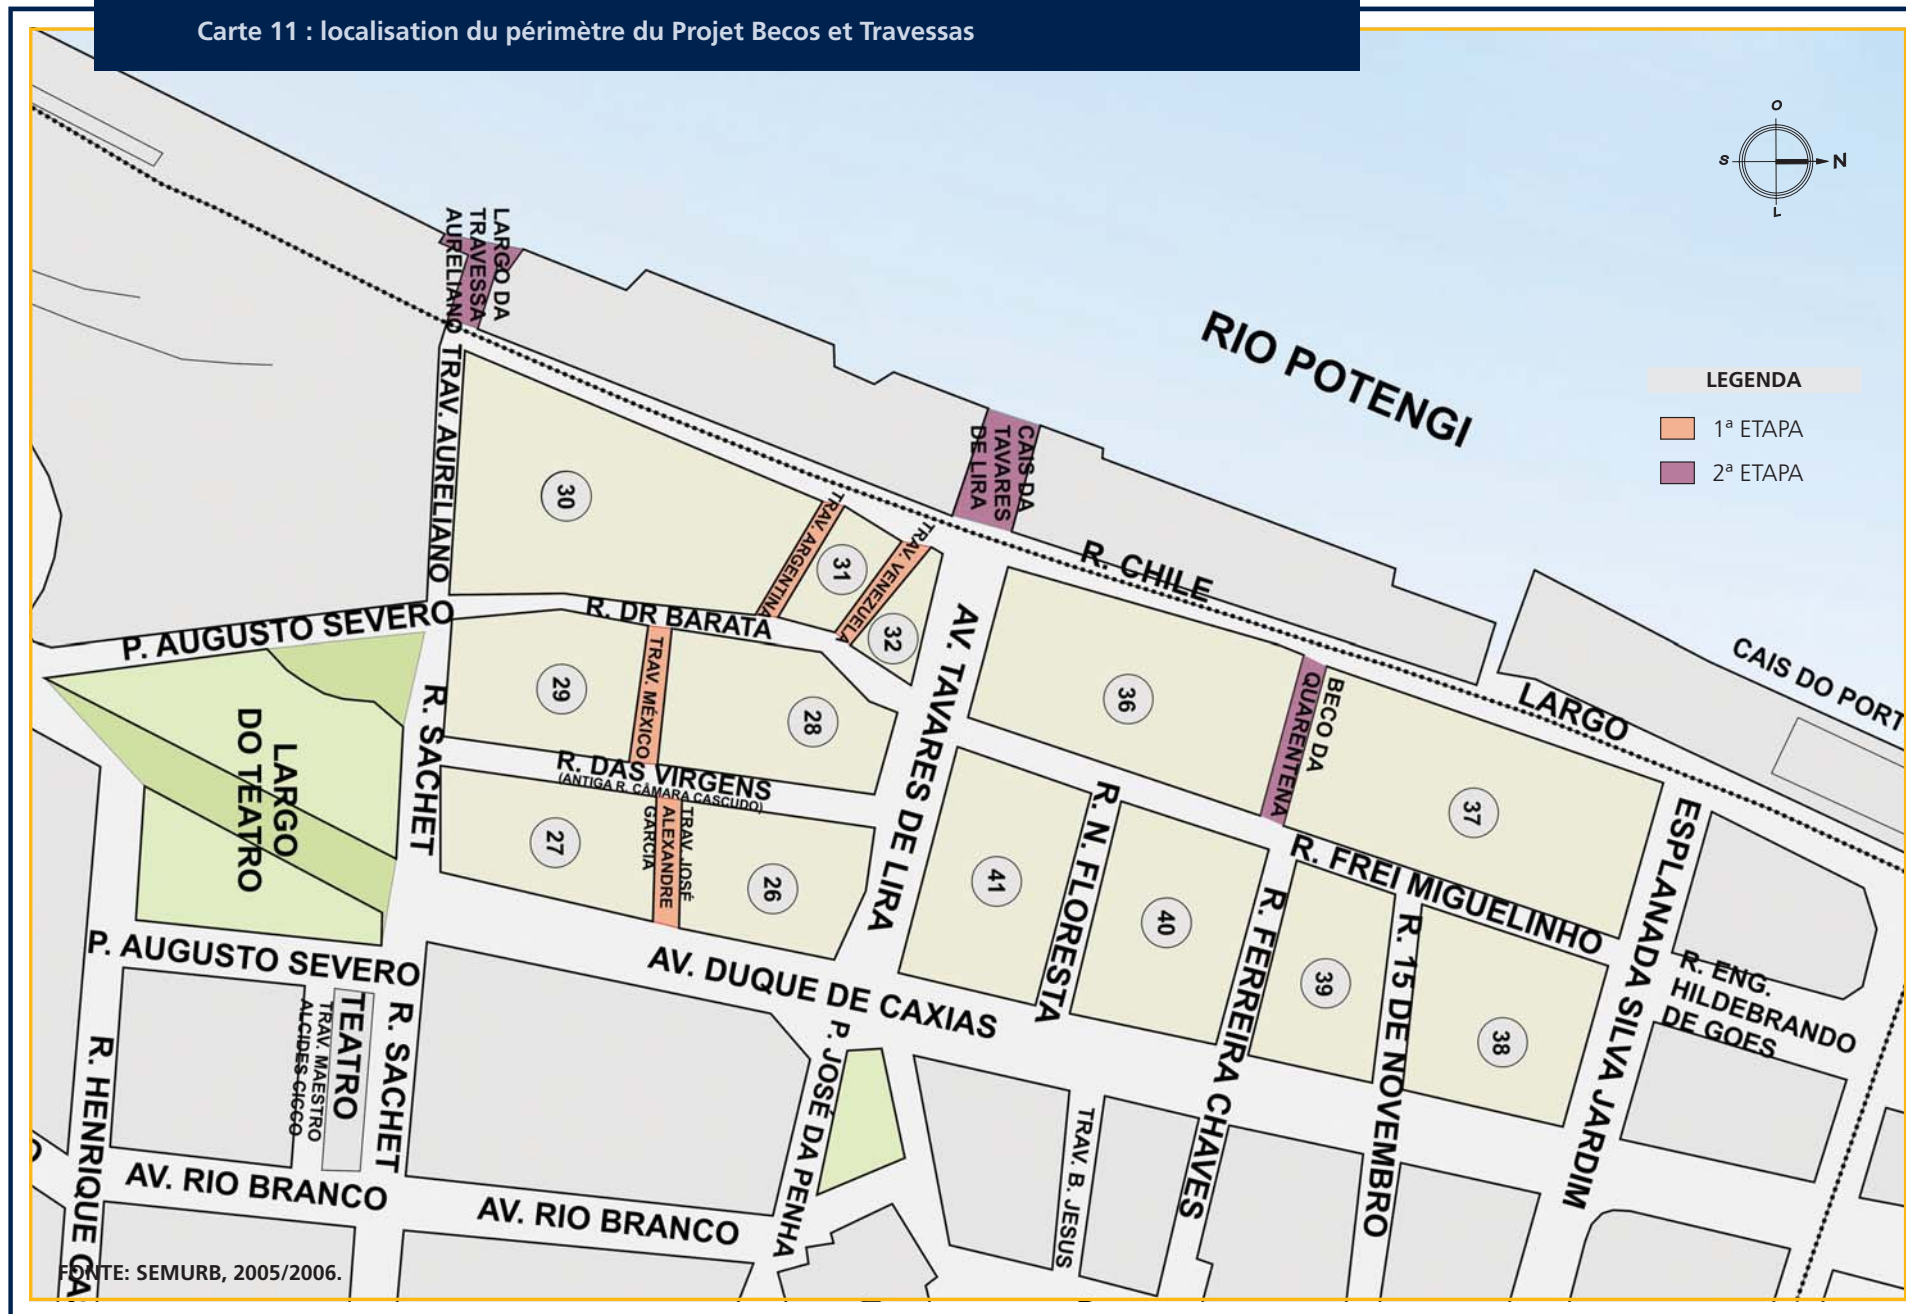 Carte 11 : localisation du périmètre du Projet Becos et Travessas
O
S
N
L
RIO POTENGI
LEGENDA
1ª ETAPA
2ª ETAPA
LARGO DA
TRAVESSA
AURELIANO
TRAV. AURELIANO
CAIS DA
TAVARES
DE LIRA
30
TRAV. ARGENTINA
31
TRAV. VENEZUELA
32
R. CHILE
CAIS DO PORT
LARGO
P. AUGUSTO SEVERO
R. DR BARATA
AV. TAVARES DE LIRA
29
TRAV. MÉXICO
28
36
BECO DA
QUARENTENA
37
LARGO
DO TEATRO
R. SACHET
R. DAS VIRGENS
(ANTIGA R. CÂMARA CASCUDO)
27
TRAV. JOSÉ
ALEXANDRE
GARCIA
26
41
R. N. FLORESTA
40
R. FERREIRA CHAVES
R. FREI MIGUELINHO
39
R. 15 DE NOVEMBRO
38
ESPLANADA SILVA JARDIM
R. ENG.
HILDEBRANDO
DE GOES
P. AUGUSTO SEVERO
AV. DUQUE DE CAXIAS
TEATRO
TRAV. MAESTRO
ALCIDES CICCO
R. SACHET
P. JOSÉ DA PENHA
TRAV. B. JESUS
R. HENRIQUE CA
AV. RIO BRANCO
AV. RIO BRANCO
FONTE: SEMURB, 2005/2006.